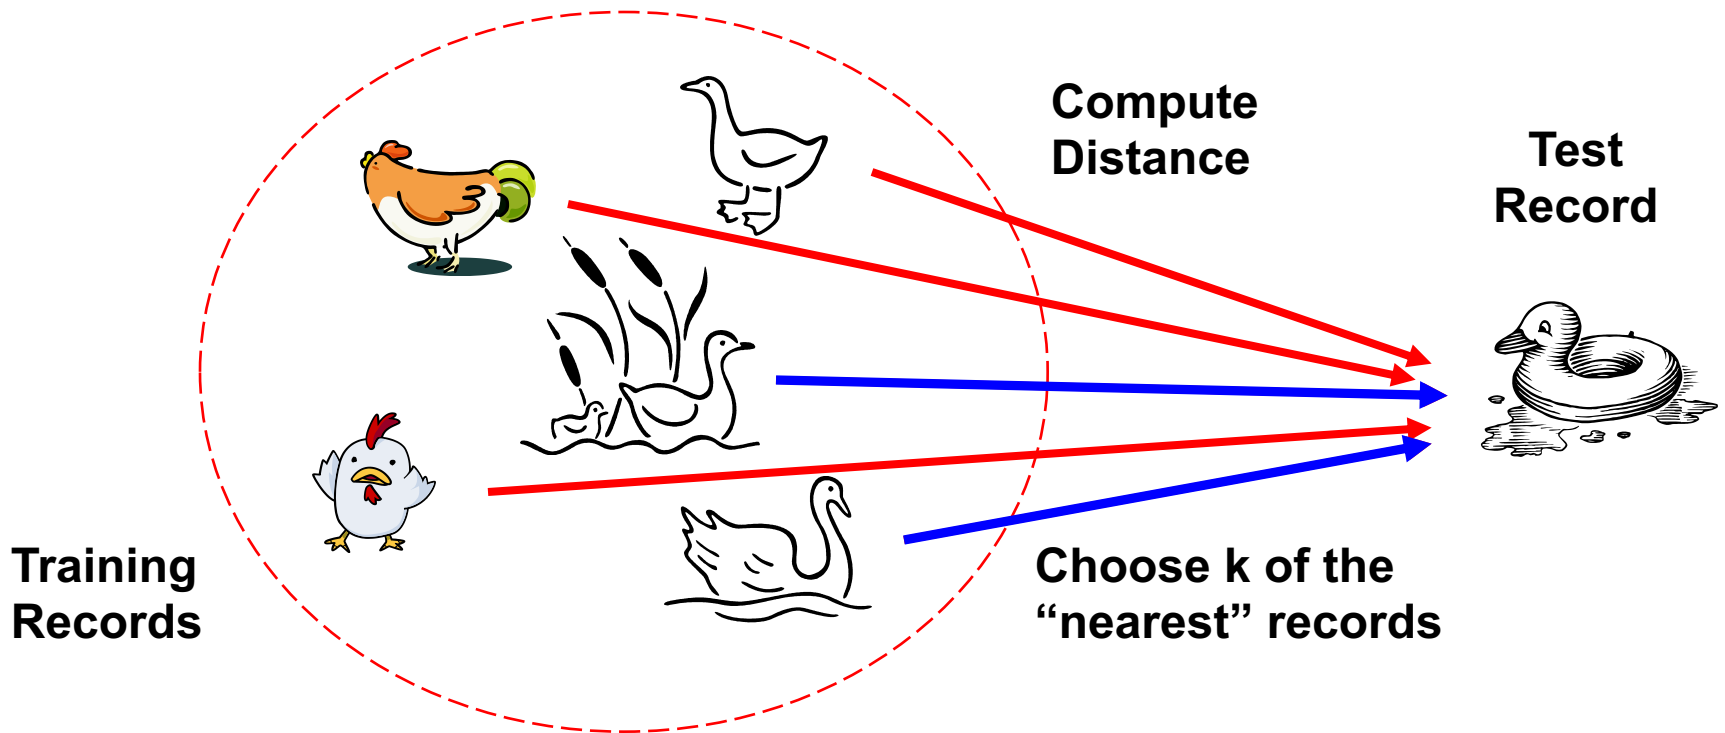 Compute
Distance
Test
Record
Training
Records
Choose k of the
“nearest” records